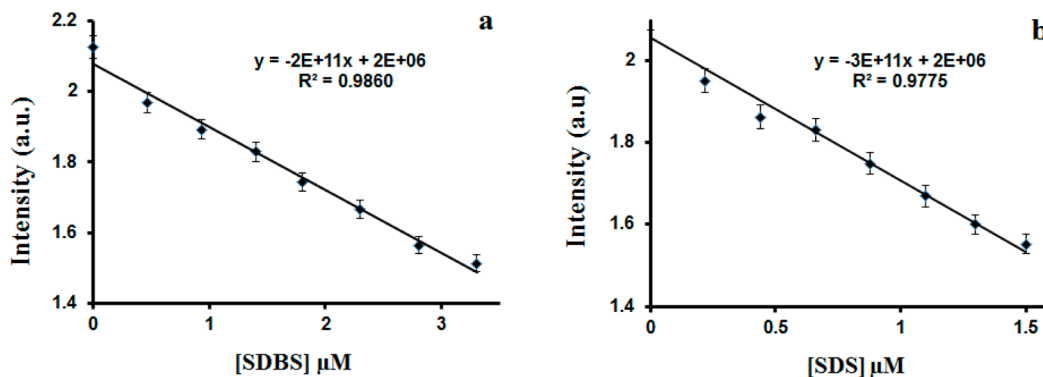 a
2.2
2
1.8
1.6
1.4
Intensity (a.u.)
y = -2E+11x + 2E+06
R² = 0.9860
0 1 2 3
[SDBS] μM
b
2
1.8
1.6
1.4
Intensity (a.u)
y = -3E+11x + 2E+06
R² = 0.9775
0 0.5 1 1.5
[SDS] μM